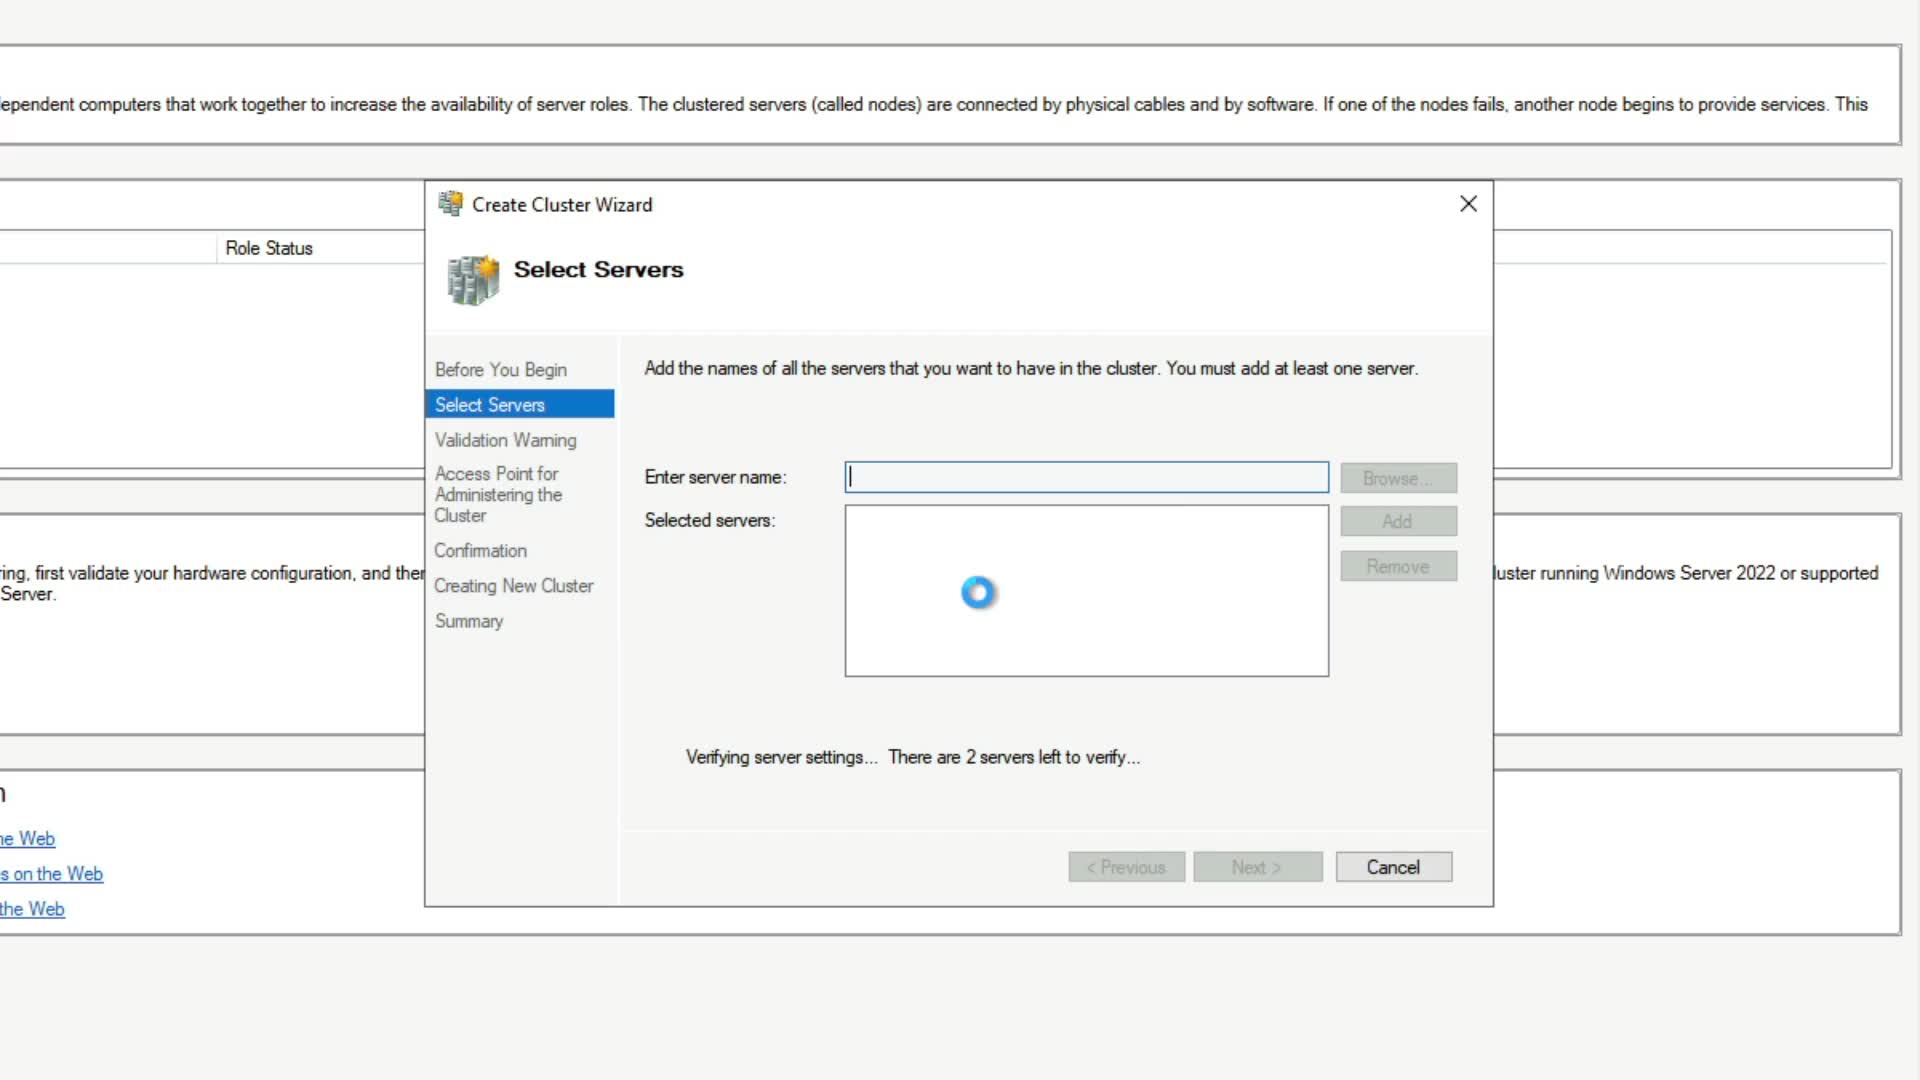 ependent computers that work together to increase the availability of server roles. The clustered servers (called nodes) are connected by physical cables and by software. If one of the nodes fails, another node begins to provide services. This
Create Cluster Wizard
Role Status
Select Servers
Before You Begin
Select Servers
Validation Warning
Access Point for
Administering the
Cluster
Confirmation
Creating New Cluster
Summary
Add the names of all the servers that you want to have in the cluster. You must add at least one server.
Enter server name:
Browse...
Selected servers:
Add
Remove
Verifying server settings... There are 2 servers left to verify...
< Previous
Next >
Cancel
ring, first validate your hardware configuration, and then
Server.
luster running Windows Server 2022 or supported
n
he Web
s on the Web
the Web